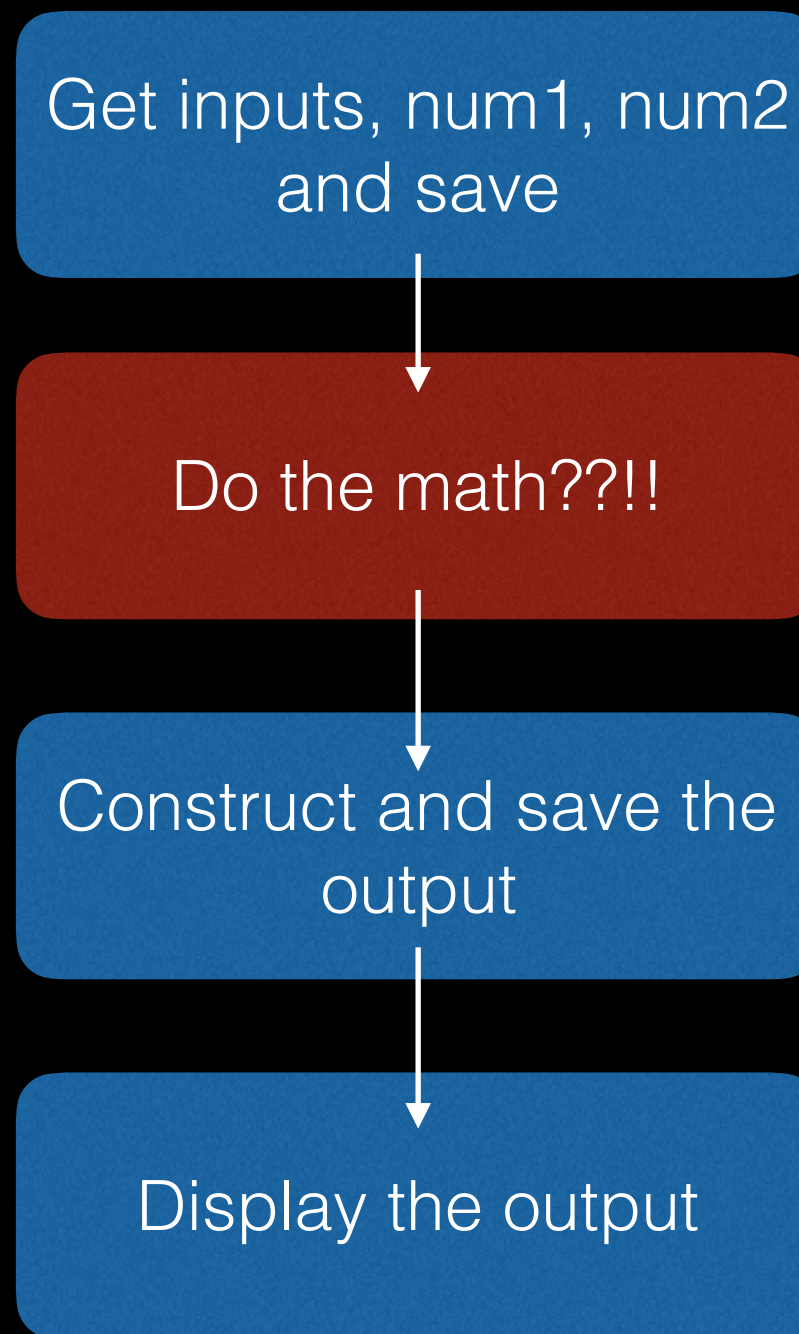 Get inputs, num1, num2
and save
Do the math??!!
Construct and save the
output
Display the output